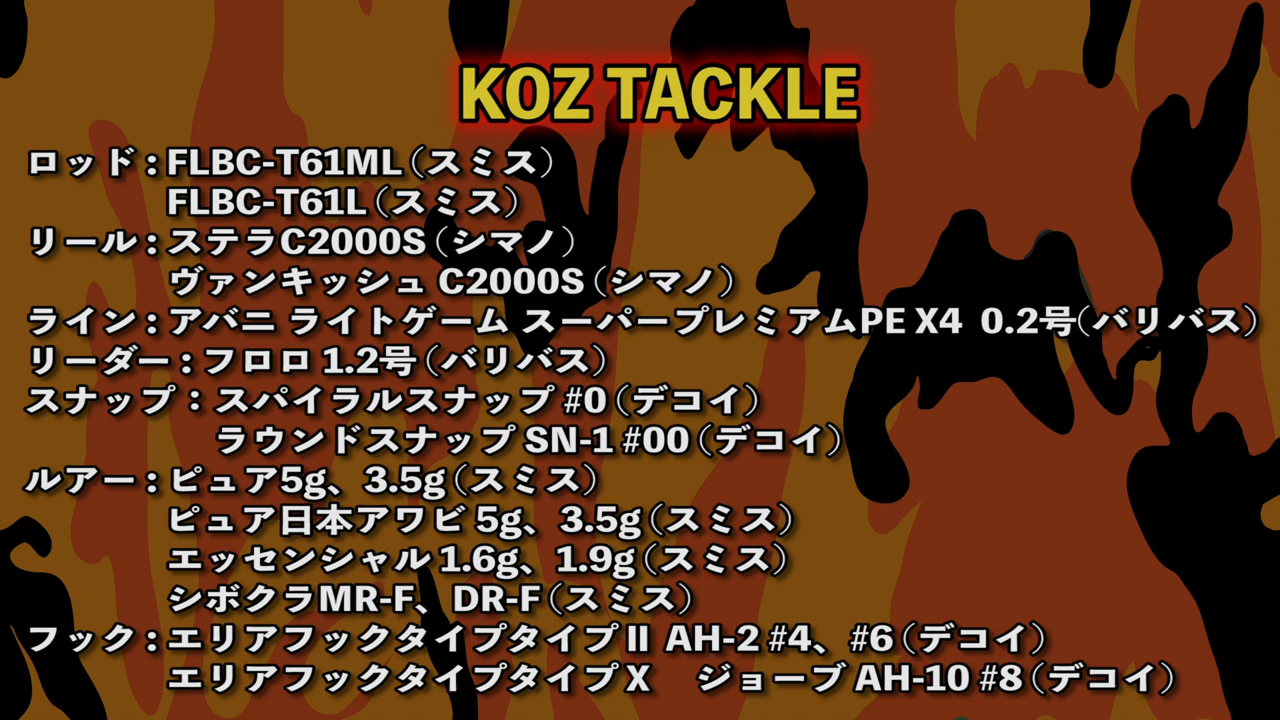 KOZ TACKLE
ロッド：FLBC-T61ML（スミス）
FLBC-T61L（スミス）
リール：ステラC2000S（シマノ）
ヴァンキッシュ C2000S（シマノ）
ライン：アバニ ライトゲーム スーパープレミアムPE X4 0.2号（バリバス）
リーダー：フロロ 1.2号（バリバス）
スナップ：スパイラルスナップ #0（デコイ）
ラウンドスナップ SN-1 #00（デコイ）
ルアー：ピュア5g、3.5g（スミス）
ピュア日本アワビ 5g、3.5g（スミス）
エッセンシャル 1.6g、1.9g（スミス）
シボクラMR-F、DR-F（スミス）
フック：エリアフックタイプタイプⅡ AH-2 #4、#6（デコイ）
エリアフックタイプタイプX　ジョーブ AH-10 #8（デコイ）